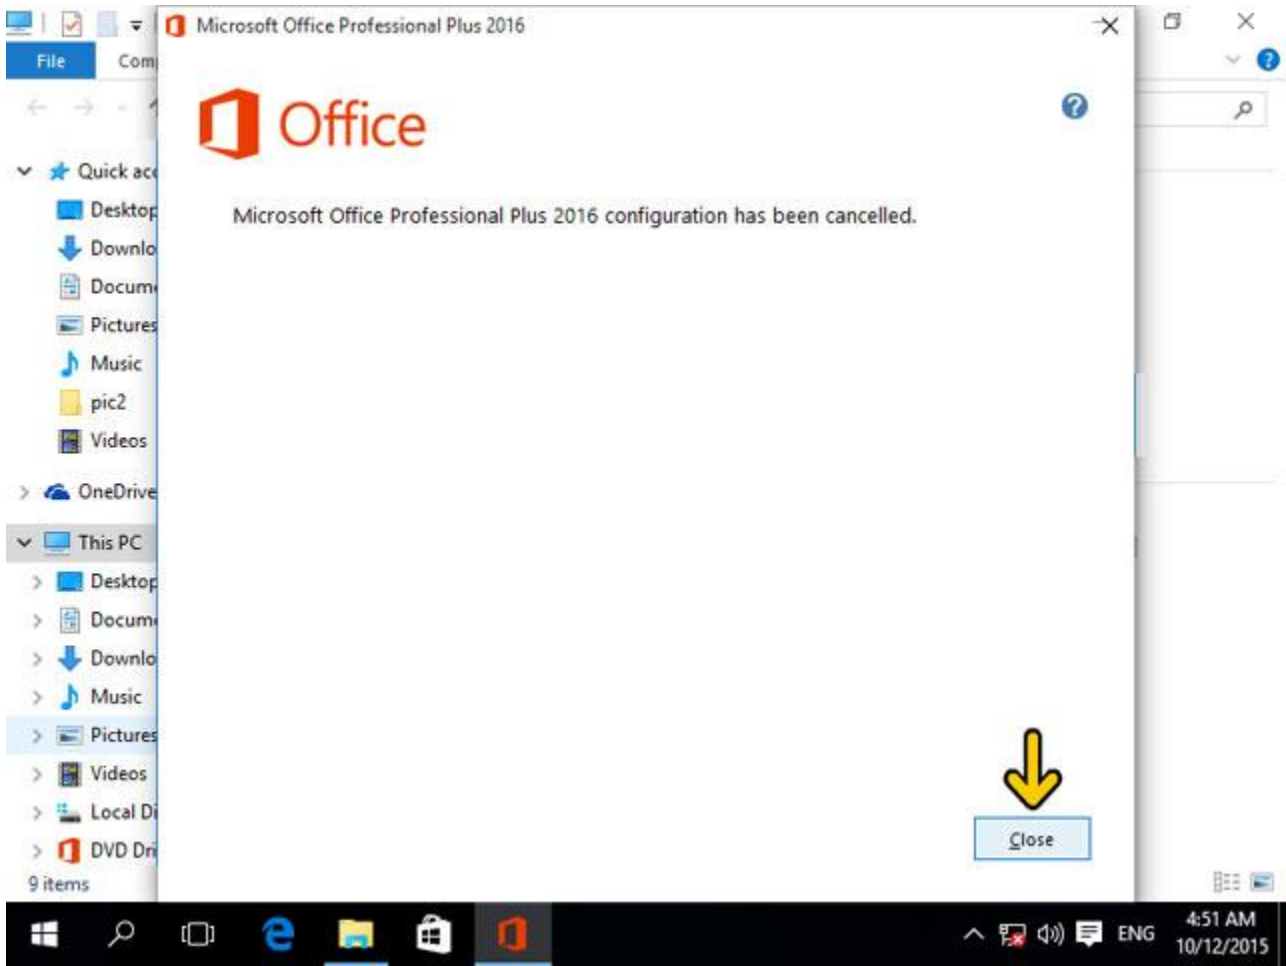 Microsoft Office Professional Plus 2016
File
Com
Office
Microsoft Office Professional Plus 2016 configuration has been cancelled.
Quick acc
Desktop
Downlo
Docum
Pictures
Music
pic2
Videos
OneDrive
This PC
Desktop
Docum
Downlo
Music
Pictures
Videos
Local Di
DVD Dri
9 items
Close
ENG
4:51 AM
10/12/2015